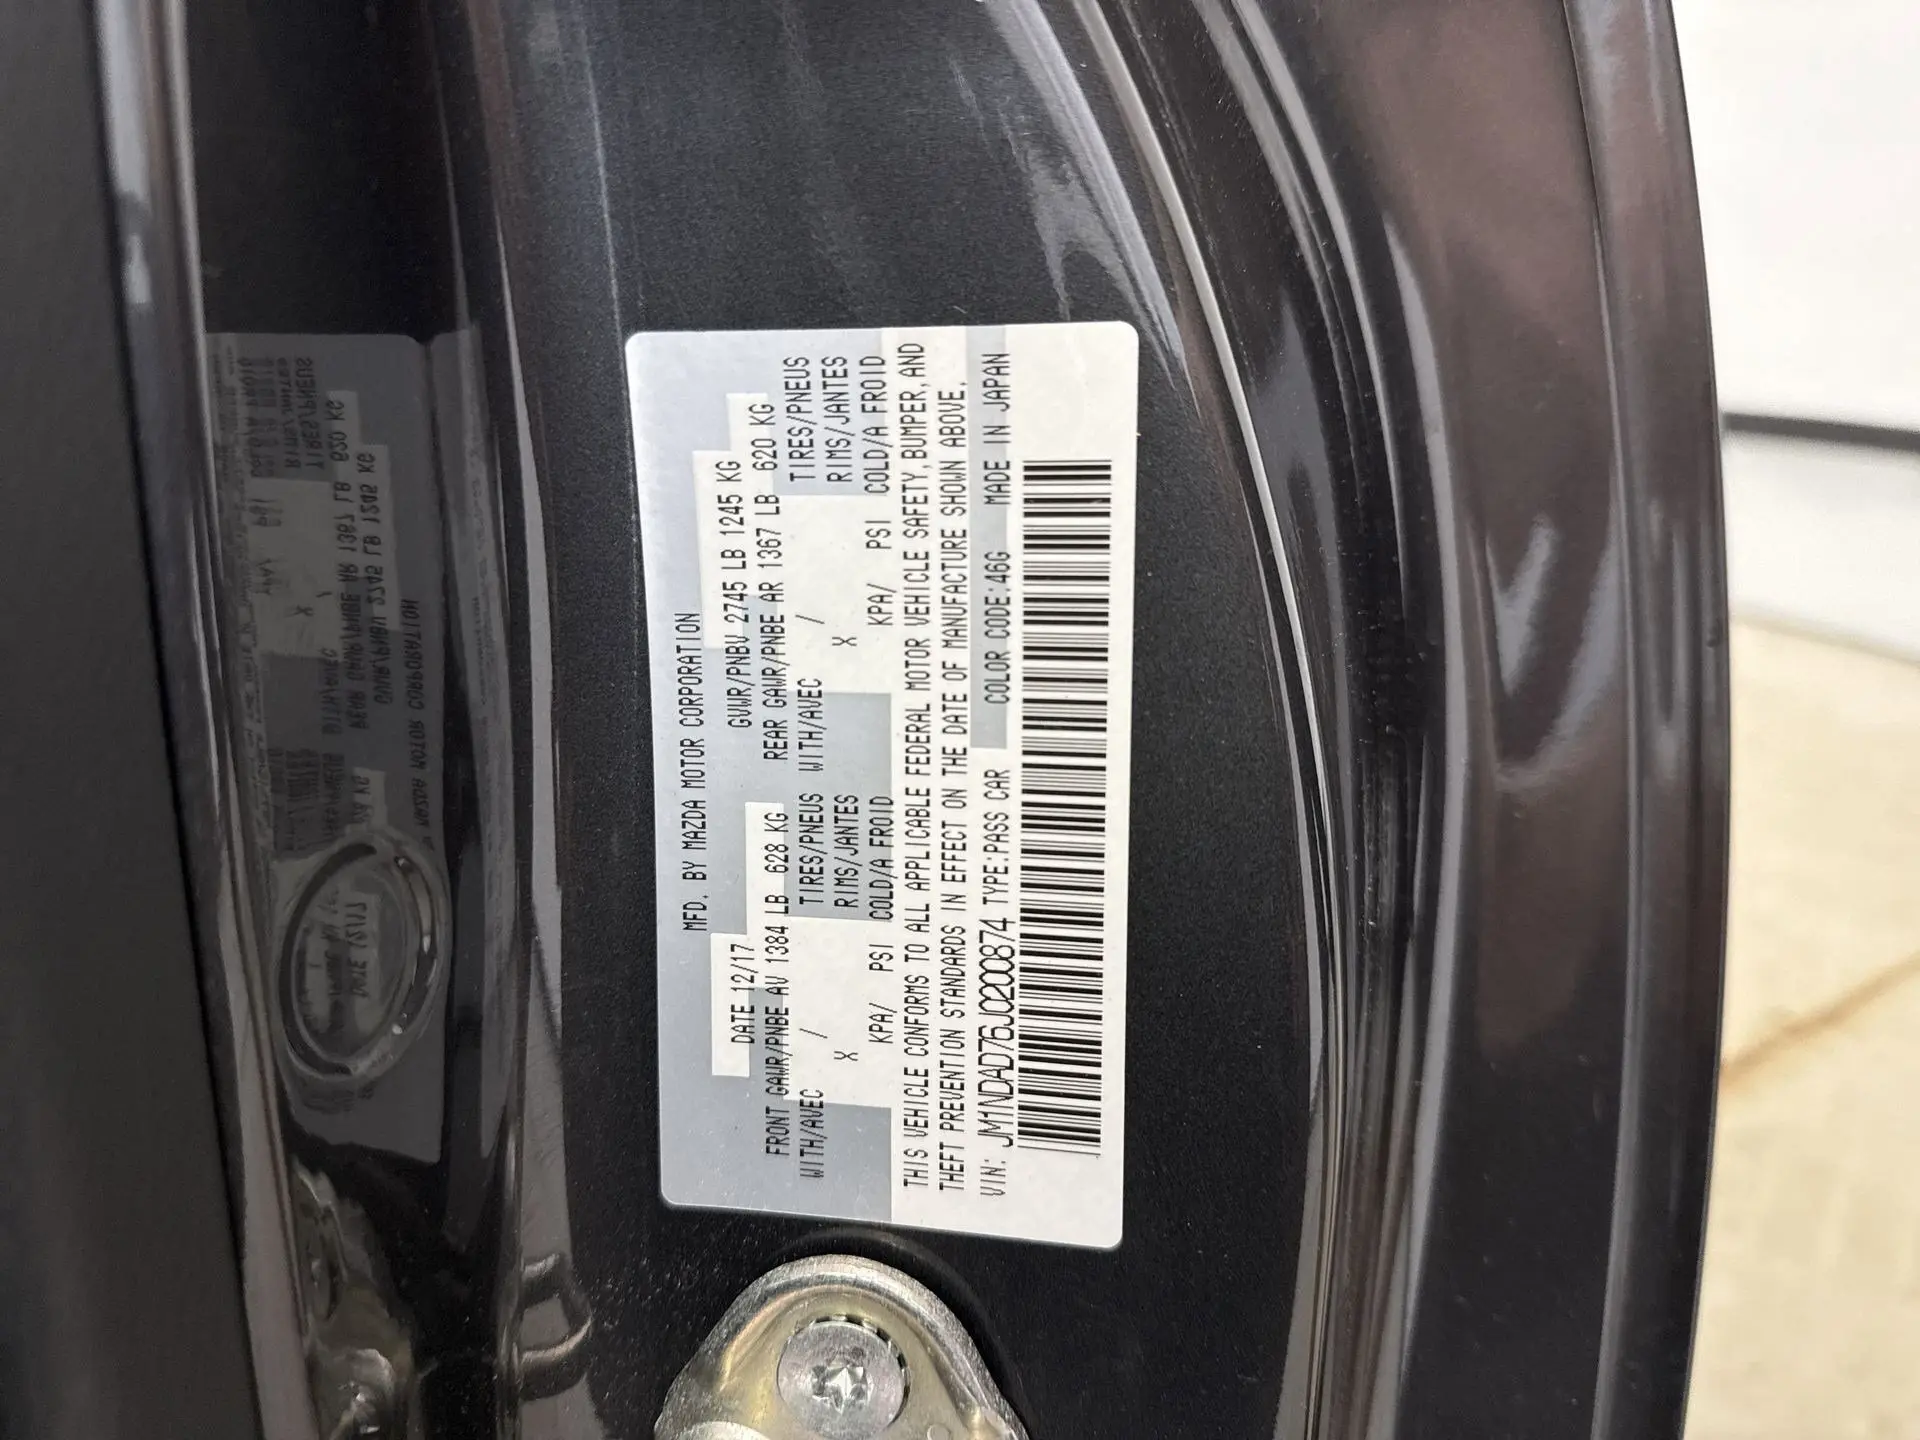 MFD. BY MAZDA MOTOR CORPORATION
DATE 12/17 GVWR/PNBV 2745 LB 1245 KG
FRONT GAWR/PNBE AV 1384 LB 628 KG REAR GAWR/PNBE AR 1367 LB 620 KG
WITH/AVEC / TIRES/PNEUS WITH/AVEC / TIRES/PNEUS
X RIMS/JANTES X RIMS/JANTES
KPA/ PSI COLD/A FROID KPA/ PSI COLD/A FROID
THIS VEHICLE CONFORMS TO ALL APPLICABLE FEDERAL MOTOR VEHICLE SAFETY,BUMPER,AND
THEFT PREVENTION STANDARDS IN EFFECT ON THE DATE OF MANUFACTURE SHOWN ABOVE.
VIN: JM1NDAD76J0200874 TYPE:PASS CAR COLOR CODE:46G MADE IN JAPAN